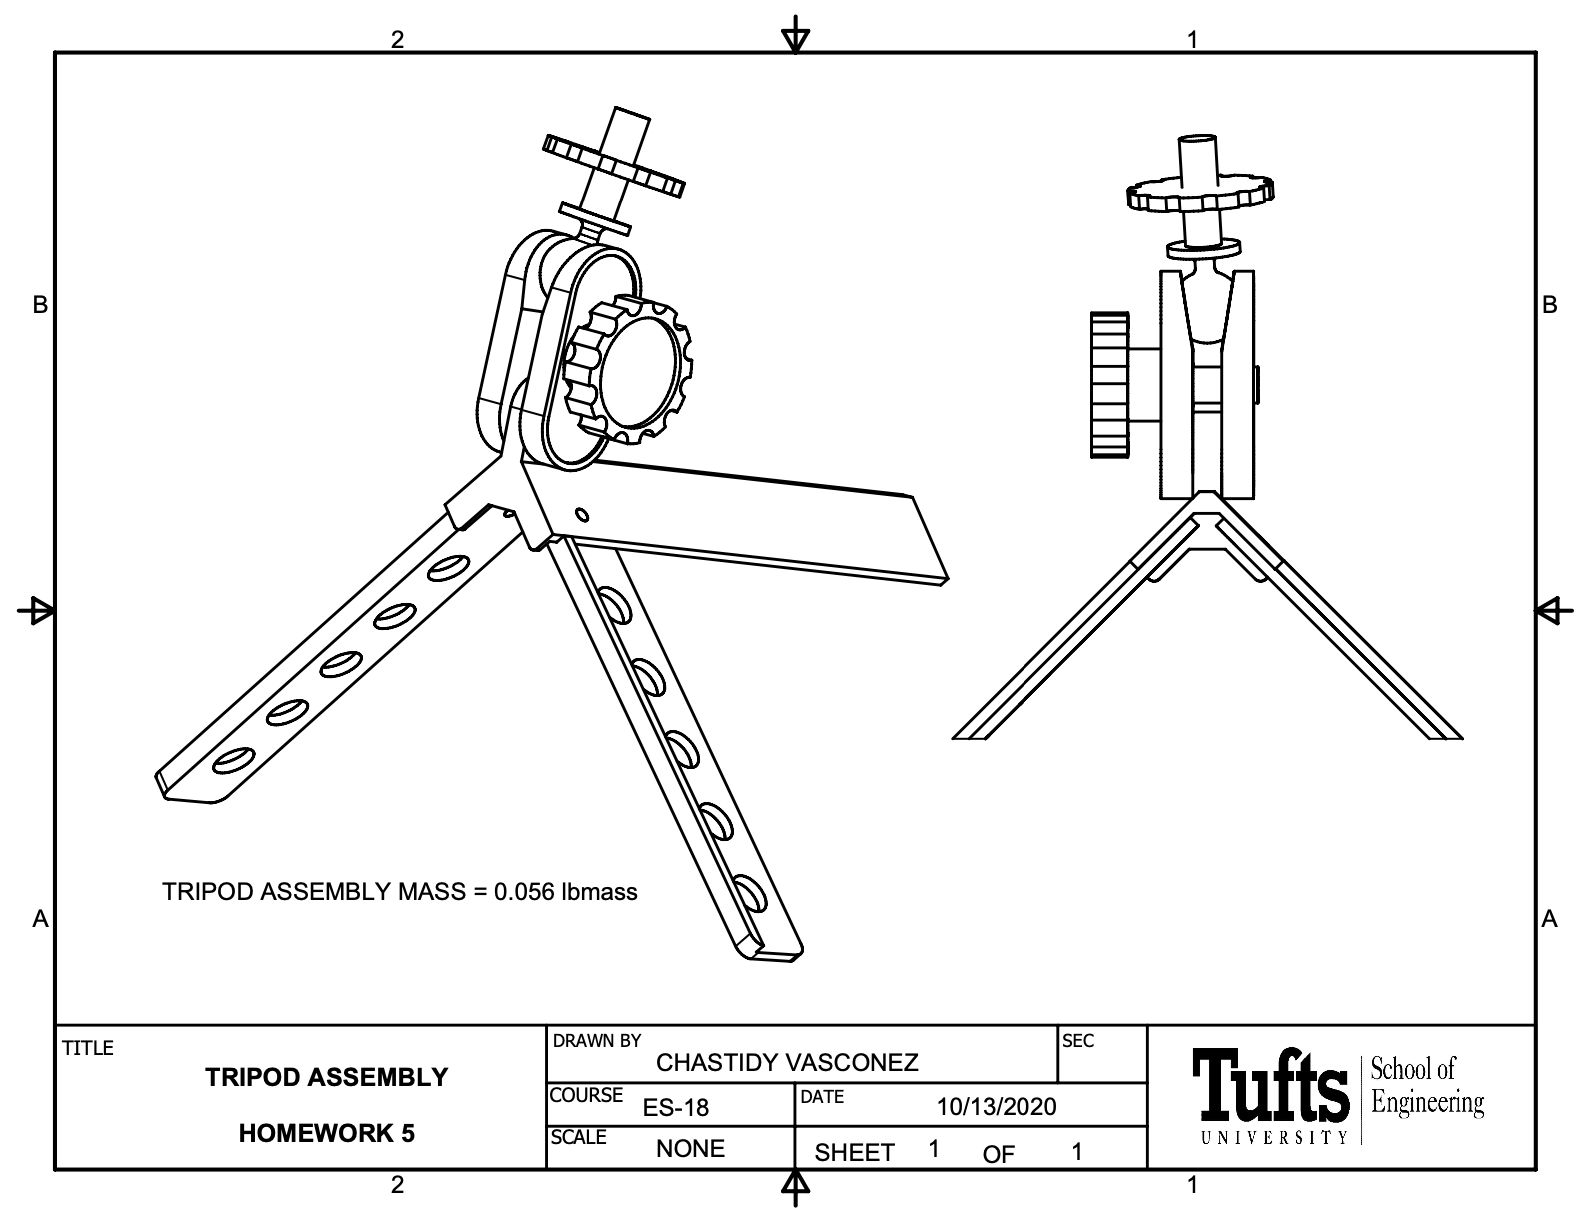 2 1
B B
A A
TRIPOD ASSEMBLY MASS = 0.056 lbmass
TITLE
TRIPOD ASSEMBLY
HOMEWORK 5
DRAWN BY
CHASTIDY VASCONEZ
SEC
COURSE ES-18
DATE 10/13/2020
SCALE NONE
SHEET 1 OF 1
Tufts
UNIVERSITY
School of
Engineering
2 1